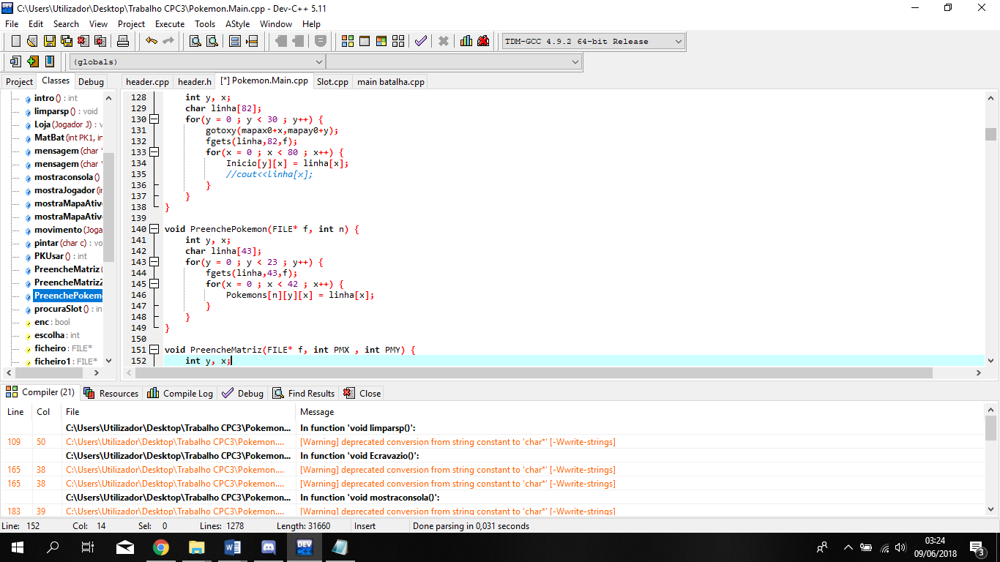 C:\Users\Utilizador\Desktop\Trabalho CPC3\Pokemon.Main.cpp - Dev-C++ 5.11
File Edit Search View Project Execute Tools AStyle Window Help
TDM-GCC 4.9.2 64-bit Release
(globals)
Project Classes Debug
header.cpp header.h [*] Pokemon.Main.cpp Slot.cpp main batalha.cpp
intro () : int
limparsp () : void
Loja (Jogador J) : v
MatBat (int PK1, in
mensagem (char *
mensagem (char *
mostraconsola ()
mostraJogador (in
mostraMapaAtiv
mostraMapaAtiv
movimento (Joga
pintar (char c) : vo
PKUsar () : int
PreencheMatriz (
PreencheMatriz2
PreenchePokem
procuraSlot () : in
enc : bool
escolha : int
ficheiro : FILE*
ficheiro1 : FILE*
128 int y, x;
129 char linha[82];
130 for(y = 0 ; y < 30 ; y++) {
131 gotoxy(mapax0+x,mapay0+y);
132 fgets(linha,82,f);
133 for(x = 0 ; x < 80 ; x++) {
134 Inicio[y][x] = linha[x];
135 //cout<<linha[x];
136 }
137 }
138 }
139
140 void PreenchePokemon(FILE* f, int n) {
141 int y, x;
142 char linha[43];
143 for(y = 0 ; y < 23 ; y++) {
144 fgets(linha,43,f);
145 for(x = 0 ; x < 42 ; x++) {
146 Pokemons[n][y][x] = linha[x];
147 }
148 }
149 }
150
151 void PreencheMatriz(FILE* f, int PMX , int PMY) {
152 int y, x;
Compiler (21) Resources Compile Log Debug Find Results Close
Line Col File Message
C:\Users\Utilizador\Desktop\Trabalho CPC3\Pokemon... In function 'void limparsp()':
109 50 C:\Users\Utilizador\Desktop\Trabalho CPC3\Pokemon.... [Warning] deprecated conversion from string constant to 'char*' [-Wwrite-strings]
C:\Users\Utilizador\Desktop\Trabalho CPC3\Pokemon... In function 'void Ecravazio()':
165 38 C:\Users\Utilizador\Desktop\Trabalho CPC3\Pokemon.... [Warning] deprecated conversion from string constant to 'char*' [-Wwrite-strings]
165 38 C:\Users\Utilizador\Desktop\Trabalho CPC3\Pokemon.... [Warning] deprecated conversion from string constant to 'char*' [-Wwrite-strings]
C:\Users\Utilizador\Desktop\Trabalho CPC3\Pokemon... In function 'void mostraconsola()':
183 39 C:\Users\Utilizador\Desktop\Trabalho CPC3\Pokemon.... [Warning] deprecated conversion from string constant to 'char*' [-Wwrite-strings]
Line: 152 Col: 14 Sel: 0 Lines: 1278 Length: 31660 Insert Done parsing in 0,031 seconds
DEV
03:24
09/06/2018
3